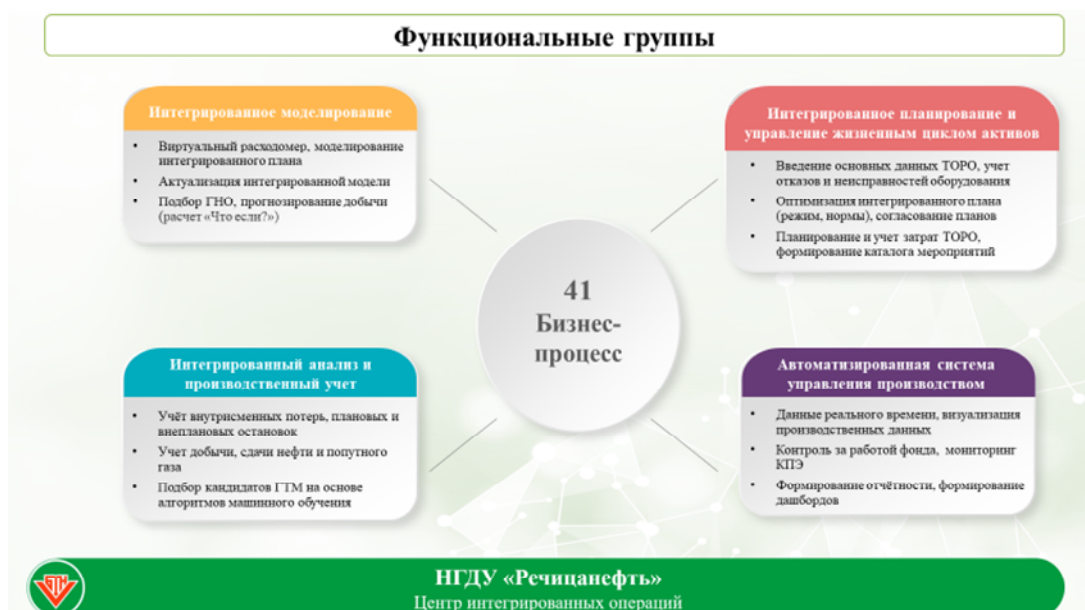 Функциональные группы
Интегрированное моделирование
• Виртуальный расходомер, моделирование
интегрированного плана
• Актуализация интегрированной модели
• Подбор ГНО, прогнозирование добычи
(расчет «Что если?»)
Интегрированное планирование и
управление жизненным циклом активов
• Введение основных данных ТОРО, учет
отказов и неисправностей оборудования
• Оптимизация интегрированного плана
(режим, нормы), согласование планов
• Планирование и учет затрат ТОРО,
формирование каталога мероприятий
41
Бизнес-
процесс
Интегрированный анализ и
производственный учет
• Учёт внутрисменных потерь, плановых и
внеплановых остановок
• Учет добычи, сдачи нефти и попутного
газа
• Подбор кандидатов ГТМ на основе
алгоритмов машинного обучения
Автоматизированная система
управления производством
• Данные реального времени, визуализация
производственных данных
• Контроль за работой фонда, мониторинг
КПЭ
• Формирование отчётности, формирование
дашбордов
НГДУ «Речицанефть»
Центр интегрированных операций